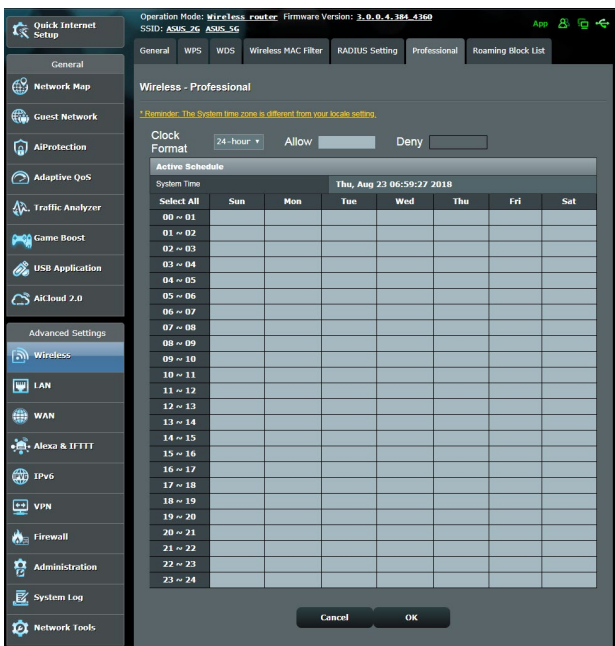 Quick Internet
Setup
General
Network Map
Guest Network
AiProtection
Adaptive QoS
Traffic Analyzer
Game Boost
USB Application
AiCloud 2.0
Advanced Settings
Wireless
LAN
WAN
Alexa & IFTTT
IPv6
VPN
Firewall
Administration
System Log
Network Tools
Operation Mode: Wireless router Firmware Version: 3.0.0.4.384_4360
SSID: ASUS_2G ASUS_5G
App
General WPS WDS Wireless MAC Filter RADIUS Setting Professional Roaming Block List
Wireless - Professional
* Reminder: The System time zone is different from your locale setting.
Clock
Format
24-hour
Allow
Deny
Active Schedule
System Time Thu, Aug 23 06:59:27 2018
Select All Sun Mon Tue Wed Thu Fri Sat
00 ~ 01
01 ~ 02
02 ~ 03
03 ~ 04
04 ~ 05
05 ~ 06
06 ~ 07
07 ~ 08
08 ~ 09
09 ~ 10
10 ~ 11
11 ~ 12
12 ~ 13
13 ~ 14
14 ~ 15
15 ~ 16
16 ~ 17
17 ~ 18
18 ~ 19
19 ~ 20
20 ~ 21
21 ~ 22
22 ~ 23
23 ~ 24
Cancel OK